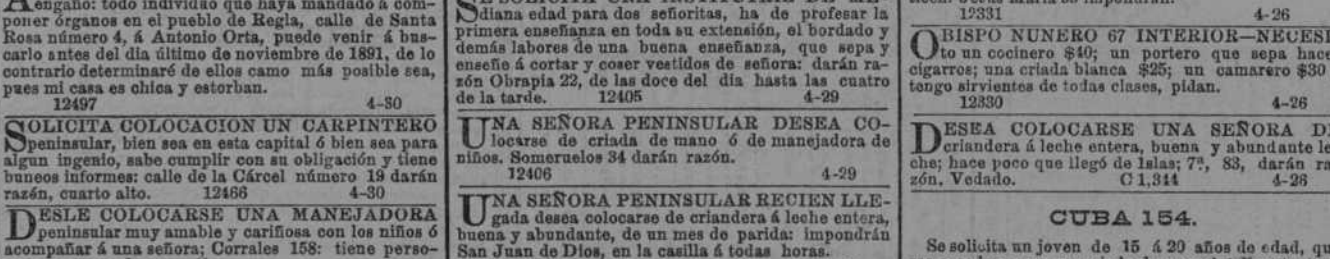 engaño: todo individuo que haya mandado á com-
poner órganos en el pueblo de Regla, calle de Santa
Rosa número 4, á Antonio Orta, puede venir á bus-
carlo antes del dia último de noviembre de 1891, de lo
contrario determinaré de ellos camo más posible sea,
pues mi casa es chica y estorban.
12497 4-30
SOLICITA COLOCACION UN CARPINTERO
peninsular, bien sea en esta capital ó bien sea para
algun ingenio, sabe cumplir con su obligación y tiene
buneos informes: calle de la Cárcel número 19 darán
razón, cuarto alto. 12466 4-30
DESLE COLOCARSE UNA MANEJADORA
peninsular muy amable y cariñosa con los niños ó
acompañar á una señora; Corrales 158: tiene perso-
SE SOLICITA UNA INSTITUTRIZ DE ME-
diana edad para dos señoritas, ha de profesar la
primera enseñanza en toda su extensión, el bordado y
demás labores de una buena enseñanza, que sepa y
enseñe á cortar y coser vestidos de señora: darán ra-
zón Obrapia 22, de las doce del dia hasta las cuatro
de la tarde. 12405 4-29
UNA SEÑORA PENINSULAR DESEA CO-
locarse de criada de mano ó de manejadora de
niños. Someruelos 34 darán razón.
12406 4-29
UNA SEÑORA PENINSULAR RECIEN LLE-
gada desea colocarse de criandera á leche entera,
buena y abundante, de un mes de parida: impondrán
San Juan de Dios, en la casilla á todas horas.
12331 4-26
OBISPO NUNERO 67 INTERIOR—NECESI
to un cocinero $40; un portero que sepa hace
cigarros; una criada blanca $25; un camarero $30
tengo sirvientes de todas clases, pidan.
12330 4-26
DESEA COLOCARSE UNA SEÑORA D
criandera á leche entera, buena y abundante le
che; hace poco que llegó de Islas; 7ª, 83, darán ra
zón, Vedado. C 1,344 4-26
CUBA 154.
Se solicita un joven de 15 á 20 años de edad, qu